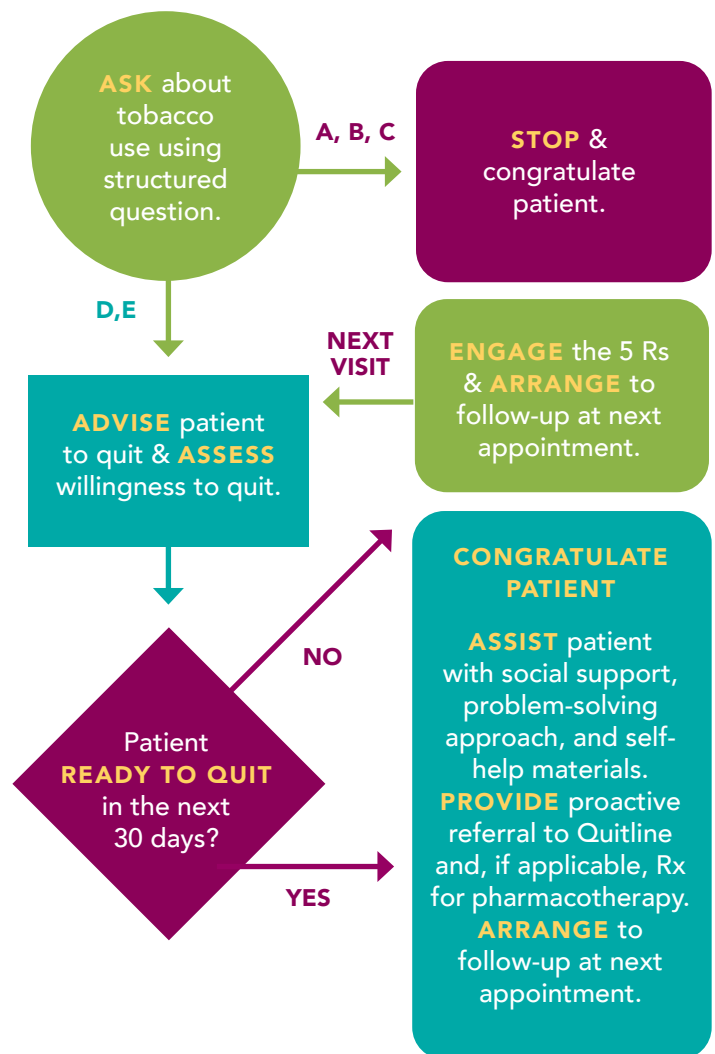 ASK about
tobacco
use using
structured
question.
A, B, C
STOP &
congratulate
patient.
D,E
NEXT
VISIT
ENGAGE the 5 Rs
& ARRANGE to
follow-up at next
appointment.
ADVISE patient
to quit & ASSESS
willingness to quit.
NO
Patient
READY TO QUIT
in the next
30 days?
YES
CONGRATULATE
PATIENT
ASSIST patient
with social support,
problem-solving
approach, and self-
help materials.
PROVIDE proactive
referral to Quitline
and, if applicable, Rx
for pharmacotherapy.
ARRANGE to
follow-up at next
appointment.